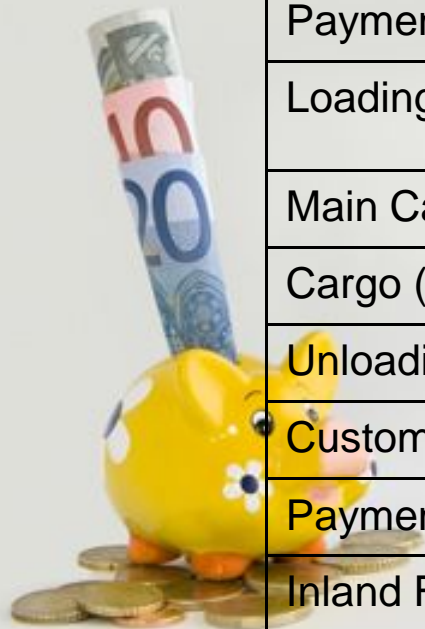 Paymen
Loading
Main Ca
Cargo (
Unloadi
Custom
Paymen
Inland F
10
20